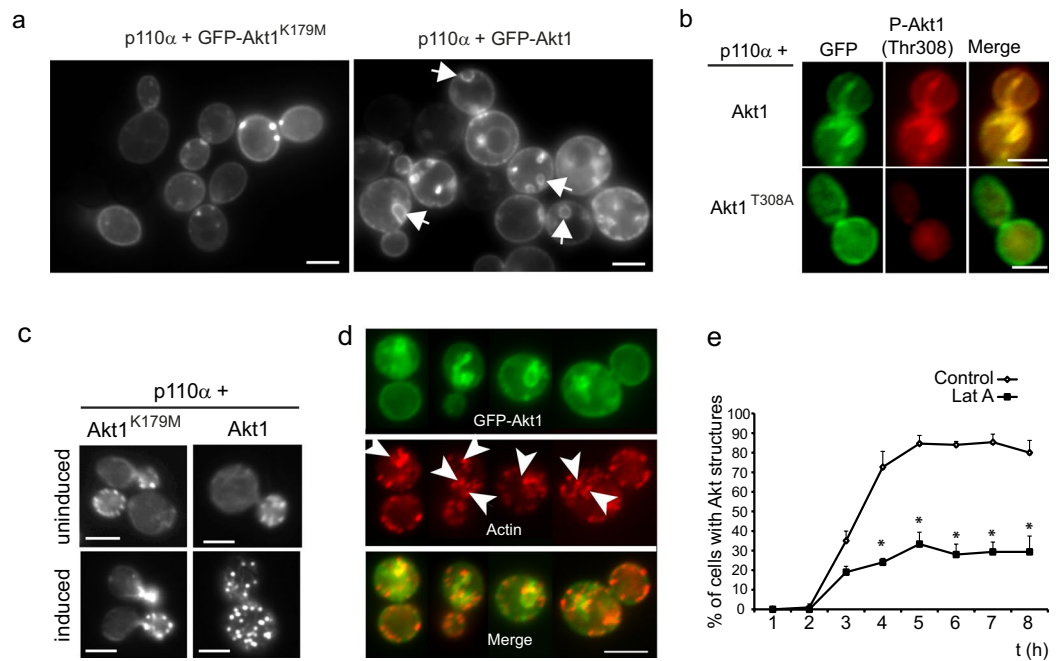 a
p110α + GFP-Akt1K179M
p110α + GFP-Akt1
b
p110α +
GFP
P-Akt1
(Thr308)
Merge
Akt1
Akt1 T308A
c
p110α +
Akt1K179M
Akt1
uninduced
induced
d
GFP-Akt1
Actin
Merge
e
Control
Lat A
% of cells with Akt structures
100
90
80
70
60
50
40
30
20
10
0
* * * * *
1 2 3 4 5 6 7 8
t (h)